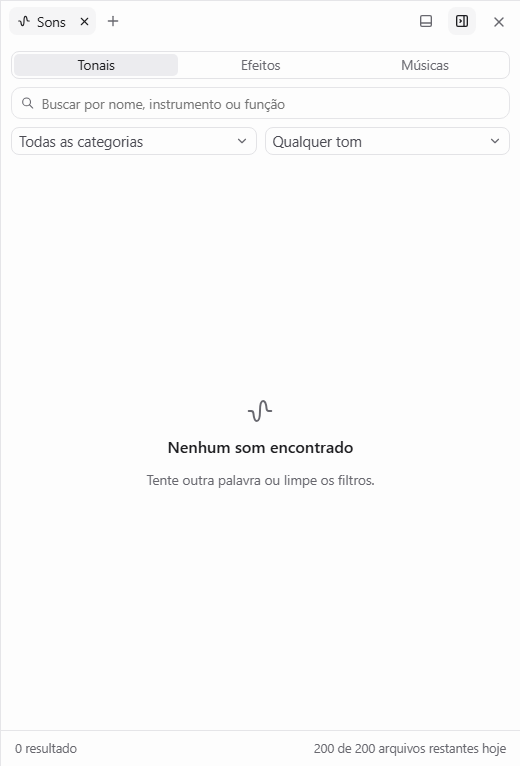 Sons
Tonais
Efeitos
Músicas
Buscar por nome, instrumento ou função
Todas as categorias
Qualquer tom
Nenhum som encontrado
Tente outra palavra ou limpe os filtros.
0 resultado
200 de 200 arquivos restantes hoje